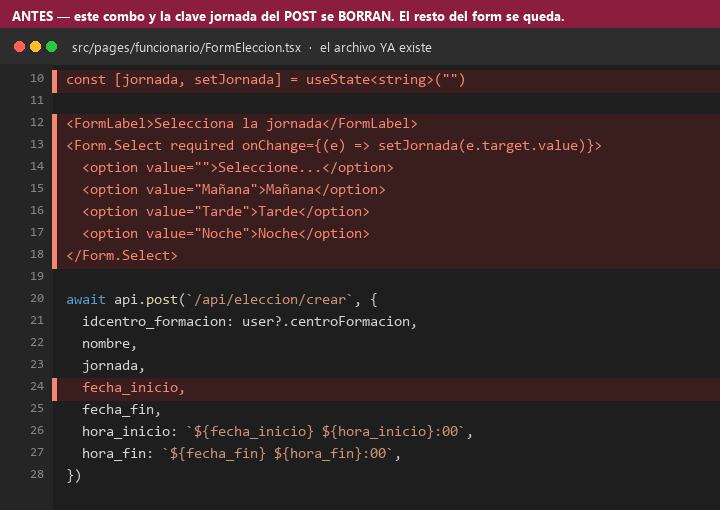 ANTES — este combo y la clave jornada del POST se BORRAN. El resto del form se queda.
src/pages/funcionario/FormEleccion.tsx · el archivo YA existe
10 const [jornada, setJornada] = useState<string>("")
11
12 <FormLabel>Selecciona la jornada</FormLabel>
13 <Form.Select required onChange={(e) => setJornada(e.target.value)}>
14 <option value="">Seleccione...</option>
15 <option value="Mañana">Mañana</option>
16 <option value="Tarde">Tarde</option>
17 <option value="Noche">Noche</option>
18 </Form.Select>
19
20 await api.post(`/api/eleccion/crear`, {
21 idcentro_formacion: user?.centroFormacion,
22 nombre,
23 jornada,
24 fecha_inicio,
25 fecha_fin,
26 hora_inicio: `${fecha_inicio} ${hora_inicio}:00`,
27 hora_fin: `${fecha_fin} ${hora_fin}:00`,
28 })